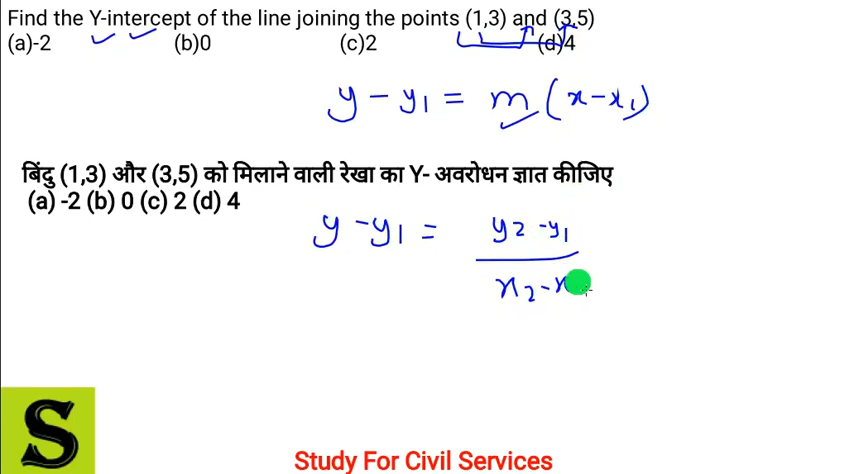 Find the Y-intercept of the line joining the points (1,3) and (3,5)
(a)-2 (b)0 (c)2 (d)4
y - y₁ = m (x - x₁)
बिंदु (1,3) और (3,5) को मिलाने वाली रेखा का Y- अवरोधन ज्ञात कीजिए
(a) -2 (b) 0 (c) 2 (d) 4
y - y₁ = y₂ - y₁
x₂ - x
S
Study For Civil Services